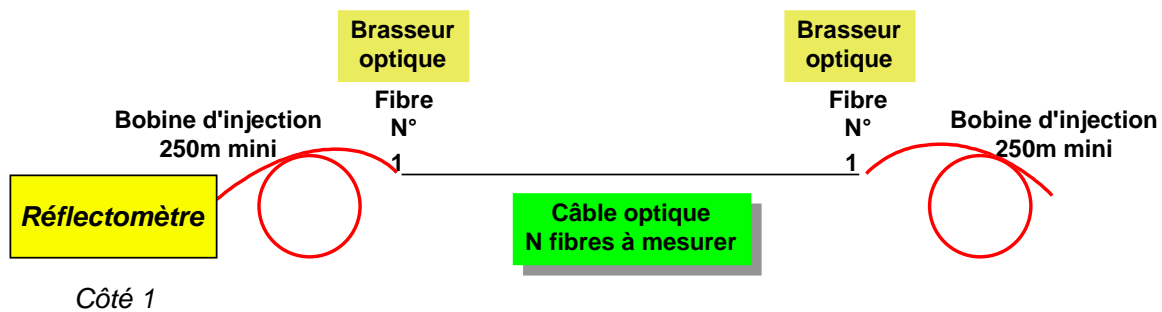 Brasseur
optique
Brasseur
optique
Fibre
N°
1
Fibre
N°
1
Bobine d'injection
250m mini
Bobine d'injection
250m mini
Réflectomètre
Câble optique
N fibres à mesurer
Côté 1